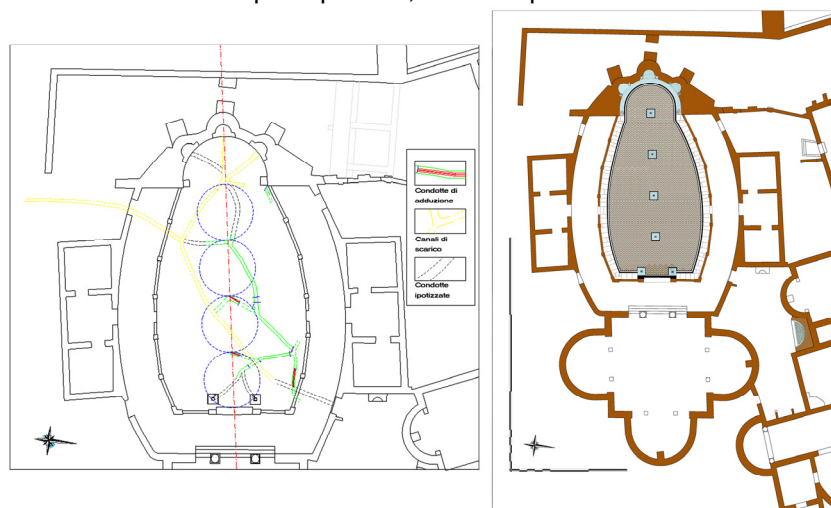 Condotte di
adduzione
Canali di
scarico
Condotte
ipotizzate